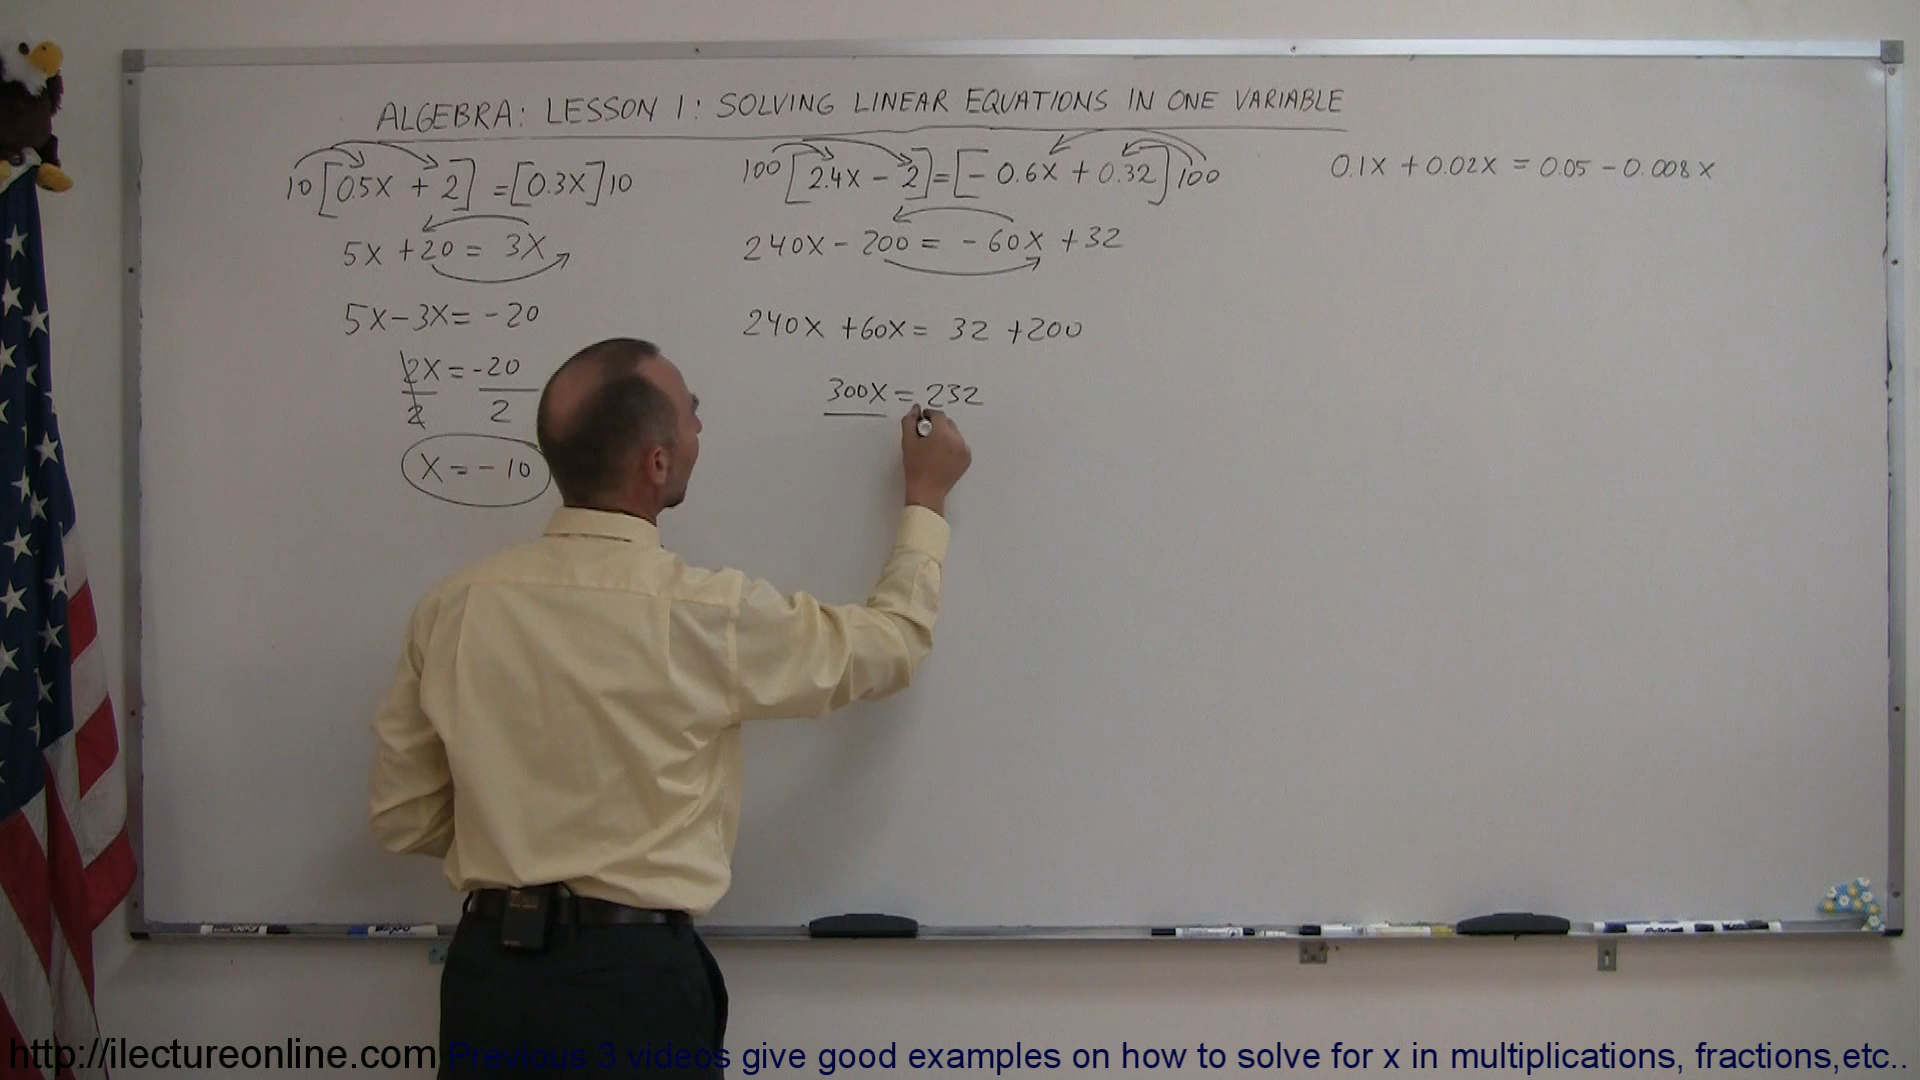 ALGEBRA: LESSON 1: SOLVING LINEAR EQUATIONS IN ONE VARIABLE
10[0.5X + 2] = [0.3X]10
5X + 20 = 3X
5X - 3X = -20
2X = -20
2 2
X = -10
100[2.4X - 2] = [- 0.6X + 0.32]100
240X - 200 = - 60X + 32
240X + 60X = 32 + 200
300X = 232
0.1X + 0.02X = 0.05 - 0.008X
http://ilectureonline.com Previous 3 videos give good examples on how to solve for x in multiplications, fractions,etc..